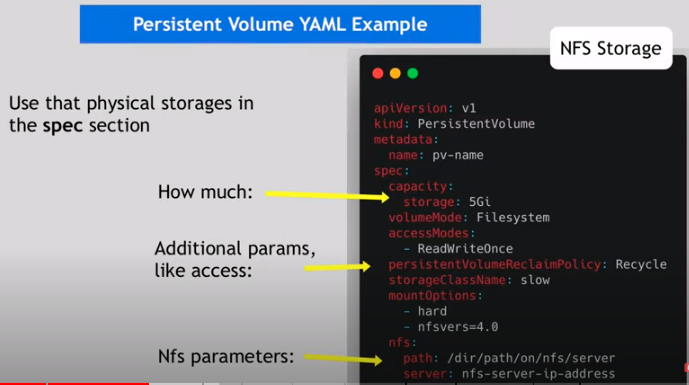 Persistent Volume YAML Example
NFS Storage
Use that physical storages in
the spec section
How much:
Additional params,
like access:
Nfs parameters:
apiVersion: v1
kind: PersistentVolume
metadata:
  name: pv-name
spec:
  capacity:
    storage: 5Gi
  volumeMode: Filesystem
  accessModes:
    - ReadWriteOnce
  persistentVolumeReclaimPolicy: Recycle
  storageClassName: slow
  mountOptions:
    - hard
    - nfsvers=4.0
  nfs:
    path: /dir/path/on/nfs/server
    server: nfs-server-ip-address